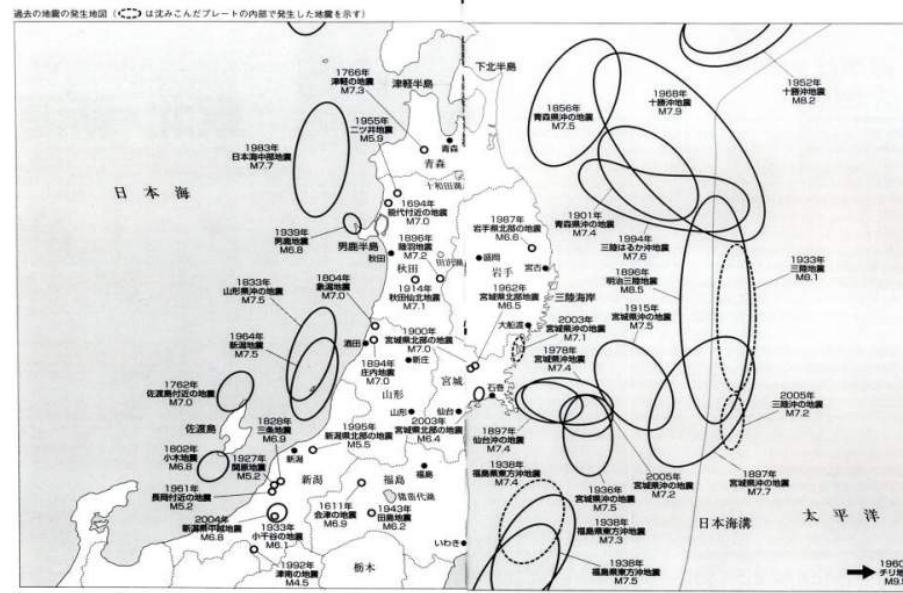 過去の地震の発生地図（ は沈みこんだプレートの内部で発生した地震を示す）
下北半島
津軽半島
1766年
津軽の地震
M7.3
1955年
二ツ井地震
M5.9
青森
青森
十和田湖
1983年
日本海中部地震
M7.7
日本海
1694年
能代付近の地震
M7.0
1939年
男鹿地震
M6.8
男鹿半島
秋田
秋田
1896年
陸羽地震
M7.2
田沢湖
1914年
秋田仙北地震
M7.1
1987年
岩手県北部の地震
M6.6
盛岡
宮古
岩手
1962年
宮城県北部地震
M6.5
三陸海岸
大船渡
1833年
山形県沖の地震
M7.5
1804年
象潟地震
M7.0
1964年
新潟地震
M7.5
酒田
1894年
庄内地震
M7.0
新庄
1900年
宮城県北部の地震
M7.0
宮城
山形
山形
仙台
石巻
1762年
佐渡島付近の地震
M7.0
佐渡島
1802年
小木地震
M6.8
1828年
三条地震
M6.9
1927年
関原地震
M5.2
1961年
長岡付近の地震
M5.2
2004年
新潟県中越地震
M6.8
1933年
小千谷の地震
M6.1
1992年
津南の地震
M4.5
新潟
新潟
1995年
新潟県北部の地震
M5.5
2003年
宮城県北部の地震
M6.4
福島
福島
猪苗代湖
1611年
会津の地震
M6.9
1943年
田島地震
M6.2
いわき
栃木
1856年
青森県沖の地震
M7.5
1968年
十勝沖地震
M7.9
1952年
十勝沖地震
M8.2
1901年
青森県沖の地震
M7.4
1994年
三陸はるか沖地震
M7.6
1896年
明治三陸地震
M8.5
1933年
三陸地震
M8.1
1915年
宮城県沖の地震
M7.5
2003年
宮城県沖の地震
M7.1
1978年
宮城県沖地震
M7.4
2005年
三陸沖の地震
M7.2
1897年
仙台沖の地震
M7.4
1938年
福島県東方沖地震
M7.4
1936年
宮城県沖の地震
M7.5
2005年
宮城県沖の地震
M7.2
1897年
宮城県沖の地震
M7.7
1938年
福島県東方沖地震
M7.3
1938年
福島県東方沖地震
M7.5
日本海溝
太平洋
1960
チリ地
M9.5